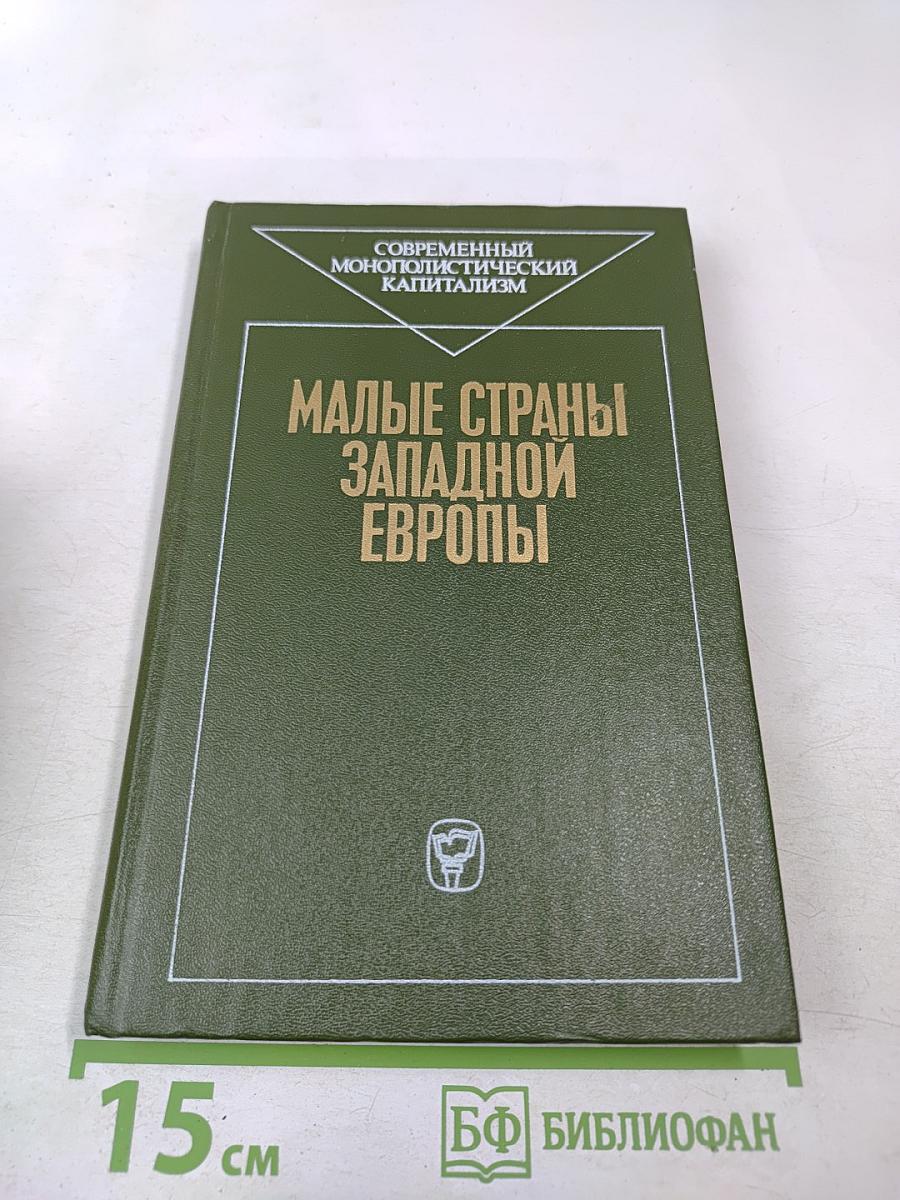 СОВРЕМЕННЫЙ
МОНОПОЛИСТИЧЕСКИЙ
КАПИТАЛИЗМ
МАЛЫЕ СТРАНЫ
ЗАПАДНОЙ
ЕВРОПЫ
15 см
БФ БИБЛИОФАН